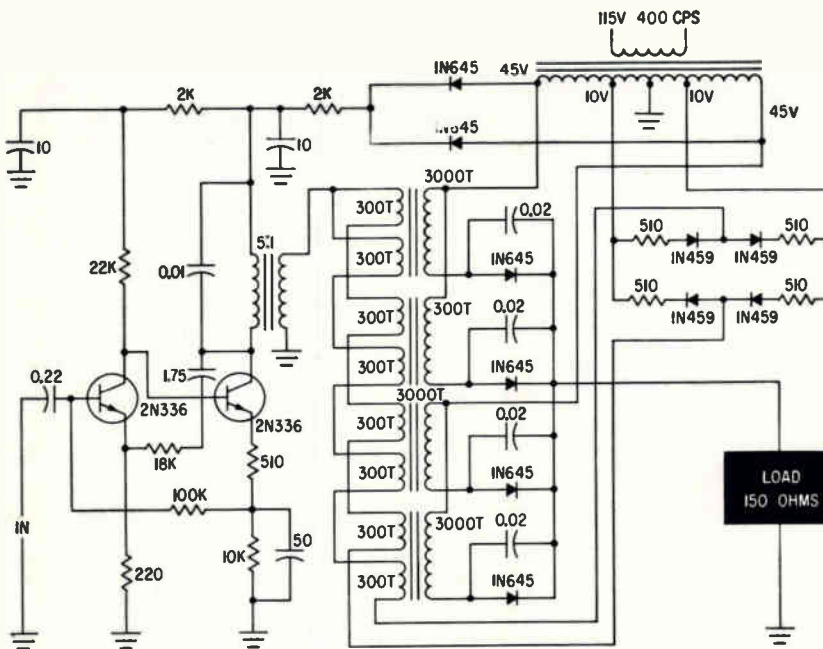 115V 400 CPS
1N645
45V
10V
10V
45V
2K
2K
10
10
1N645
3000T
300T
0.02
510
510
1N459
1N459
5:1
300T
22K
0.01
1N645
510
510
300T
3000T
0.02
1N459
1N459
300T
0.22
1.75
1N645
3000T
2N336
2N336
300T
0.02
18K
510
300T
LOAD
150 OHMS
100K
1N645
IN
300T
3000T
0.02
10K
50
220
300T
1N645